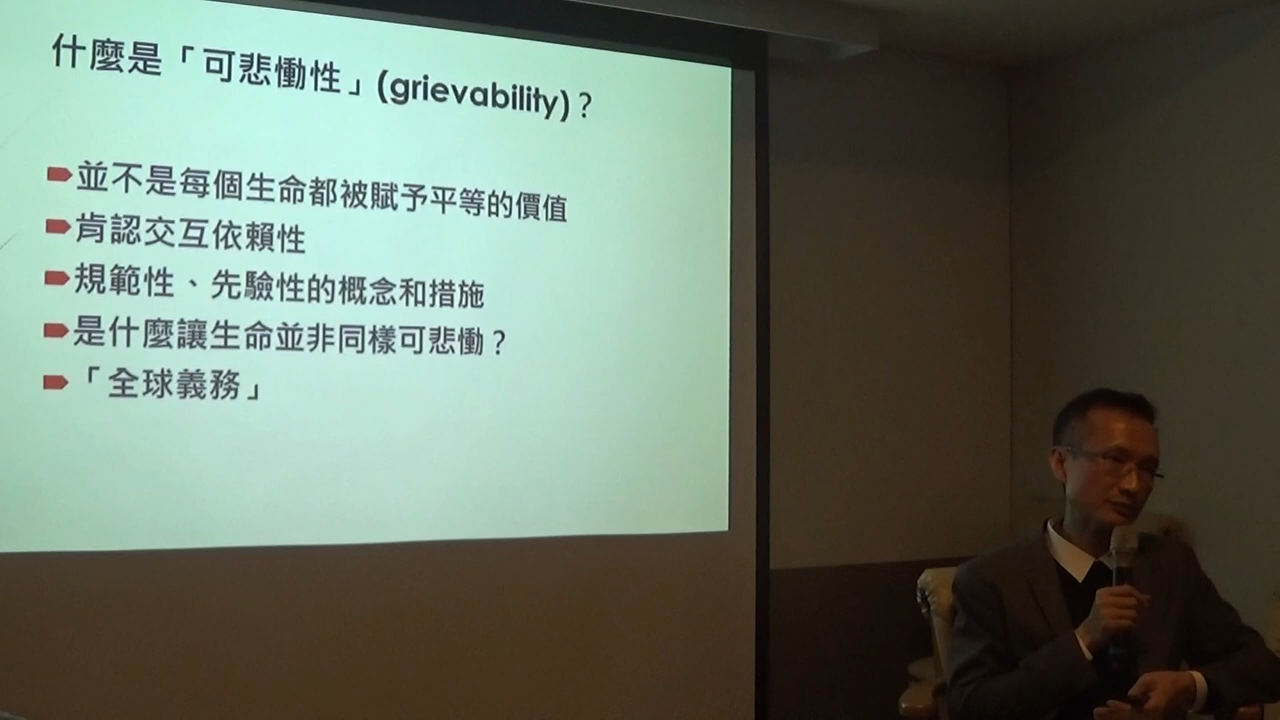 什麼是「可悲慟性」(grievability)？
並不是每個生命都被賦予平等的價值
肯認交互依賴性
規範性、先驗性的概念和措施
是什麼讓生命並非同樣可悲慟？
「全球義務」